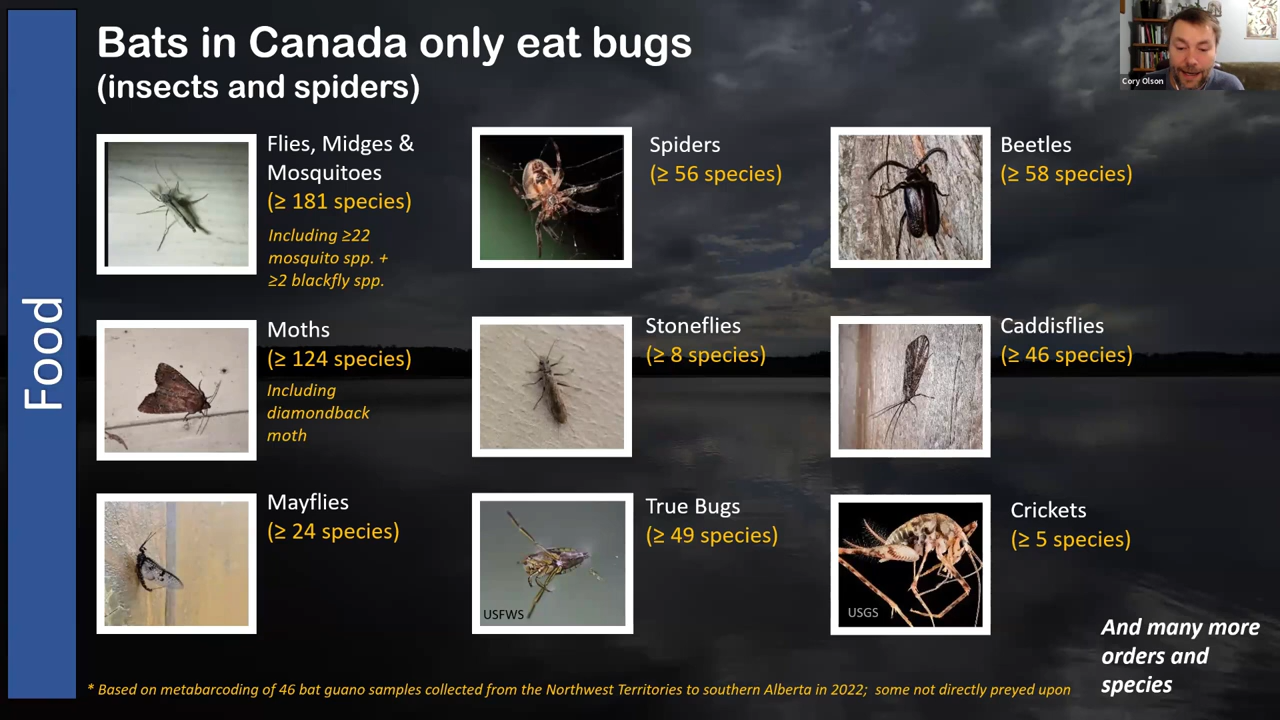 Bats in Canada only eat bugs
(insects and spiders)
Cory Olson
Food
Flies, Midges &
Mosquitoes
(≥ 181 species)
Including ≥22
mosquito spp. +
≥2 blackfly spp.
Spiders
(≥ 56 species)
Beetles
(≥ 58 species)
Moths
(≥ 124 species)
Including
diamondback
moth
Stoneflies
(≥ 8 species)
Caddisflies
(≥ 46 species)
Mayflies
(≥ 24 species)
USFWS
True Bugs
(≥ 49 species)
USGS
Crickets
(≥ 5 species)
And many more
orders and
species
* Based on metabarcoding of 46 bat guano samples collected from the Northwest Territories to southern Alberta in 2022; some not directly preyed upon